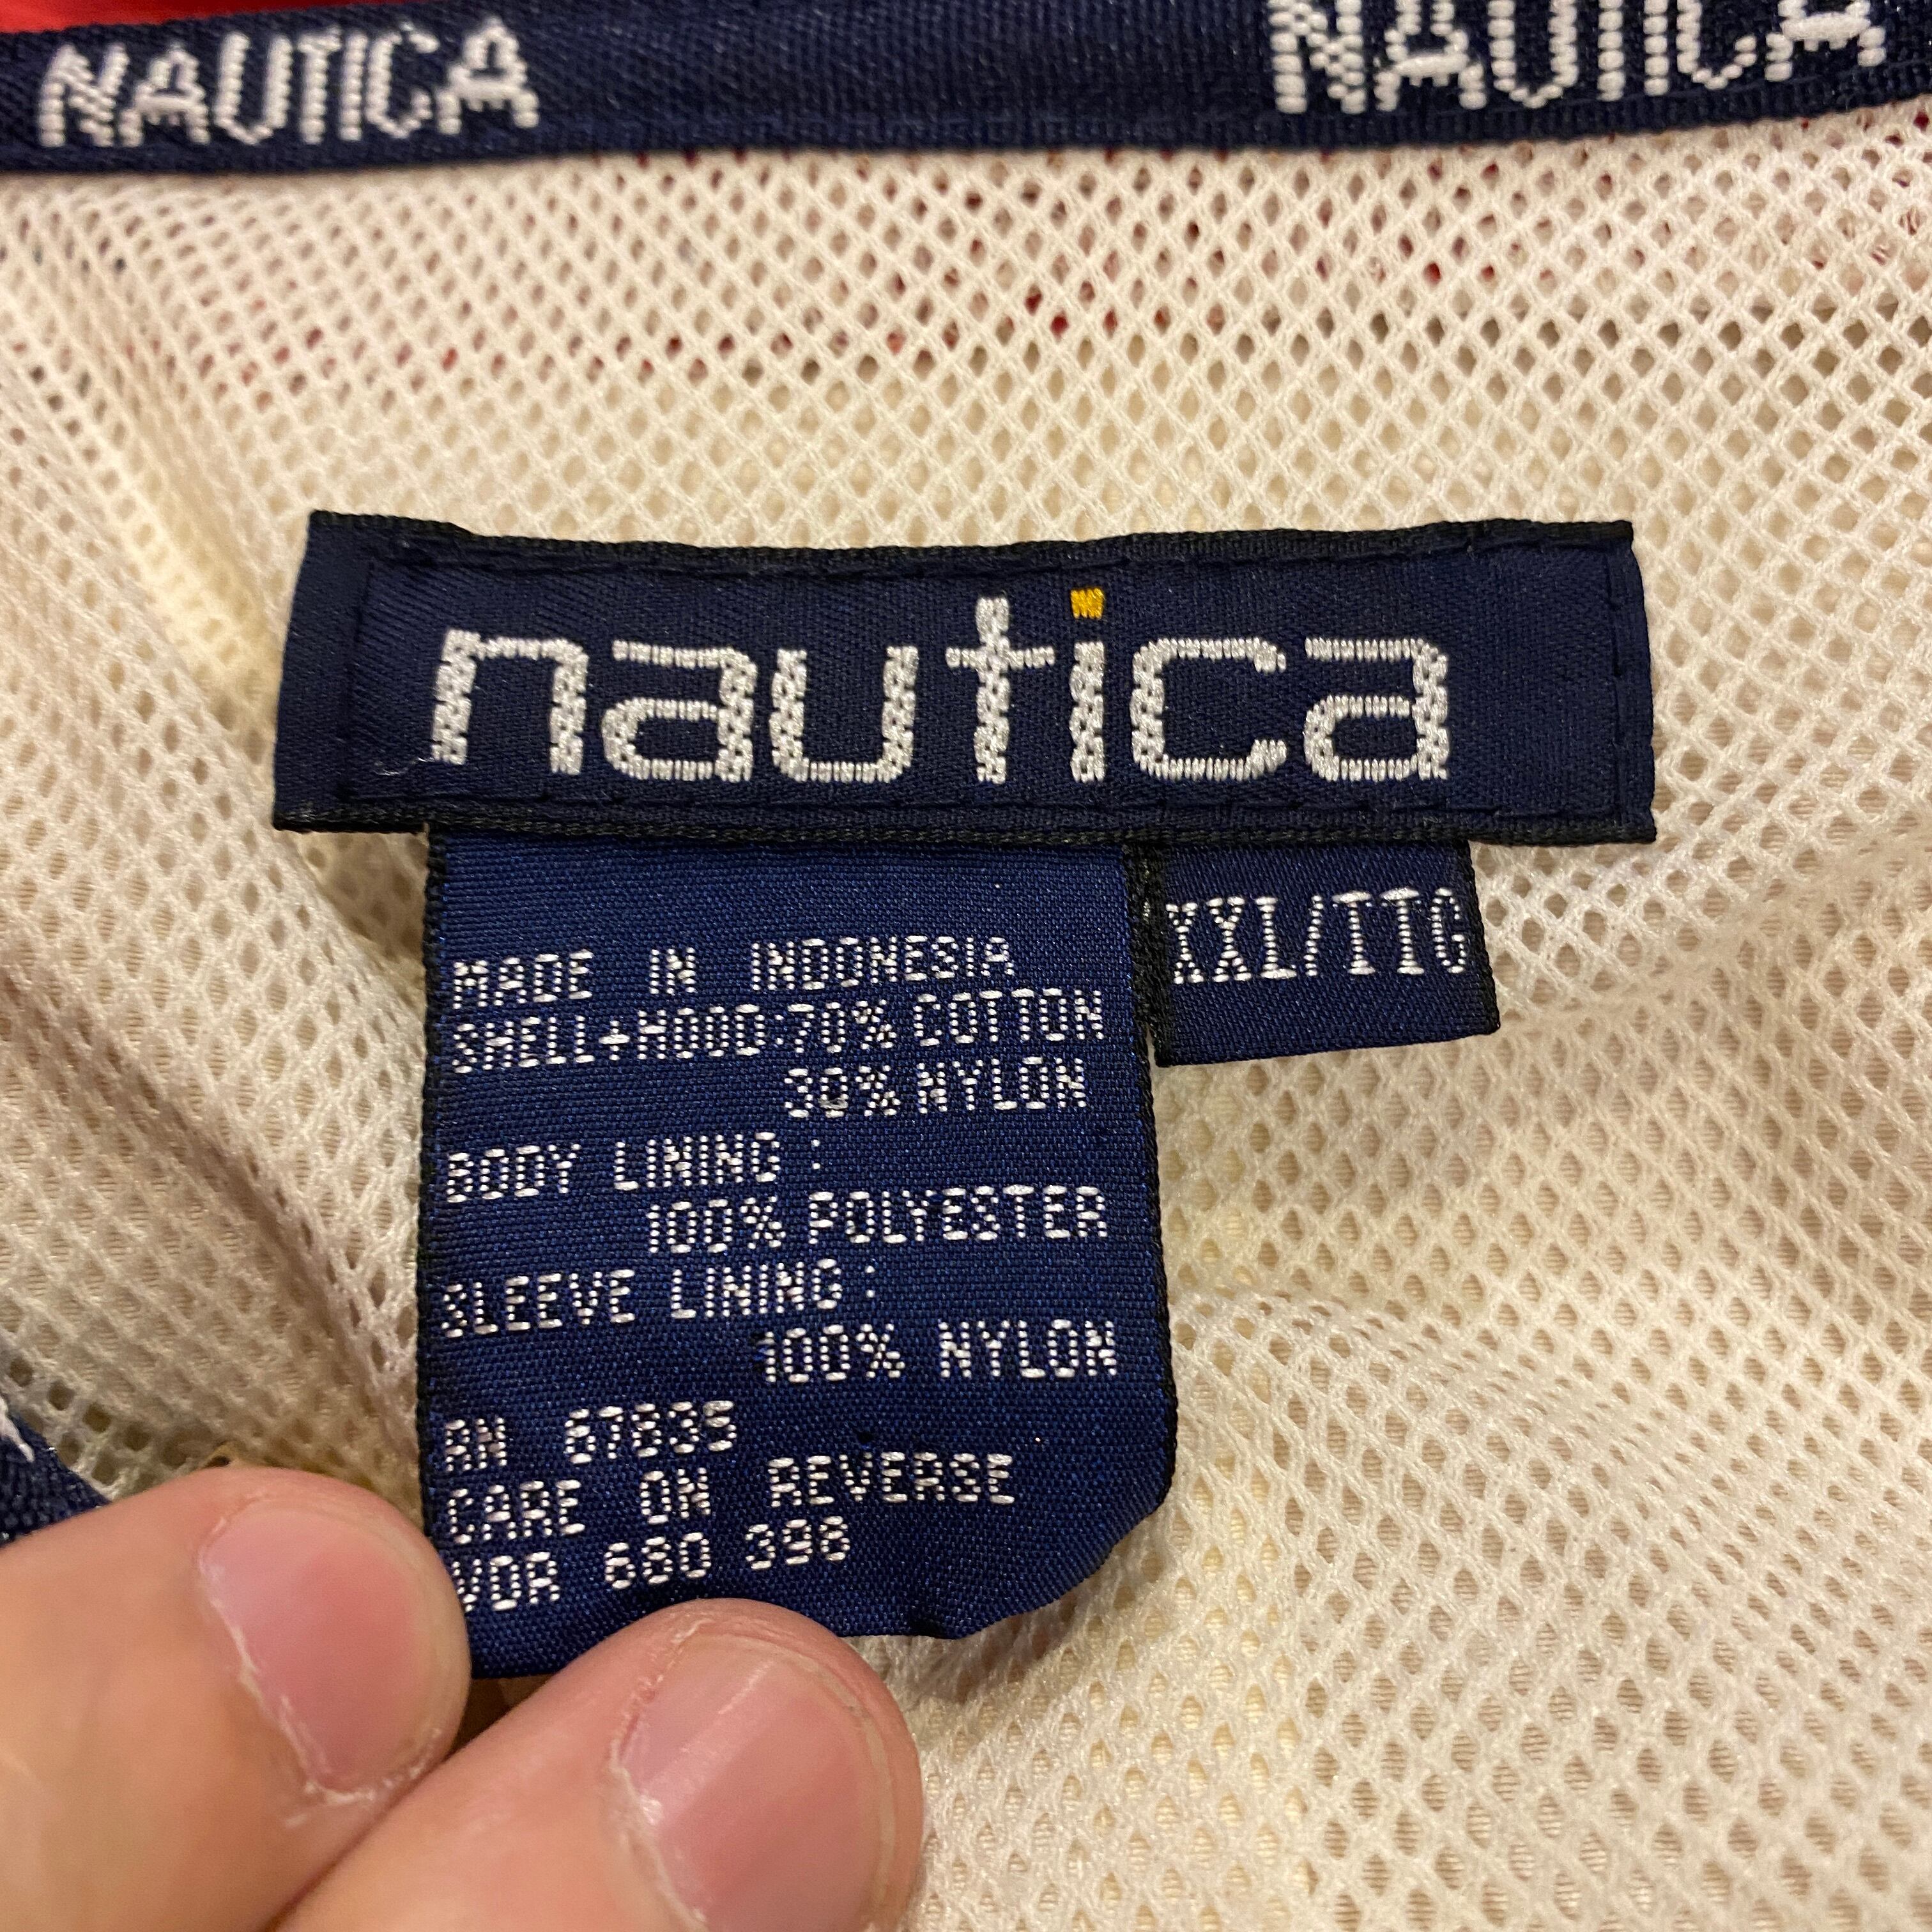 NAUTICA NAUTICA
nautica
XXL/TTG
MADE IN INDONESIA
SHELL+HOOD:70% COTTON
30% NYLON
BODY LINING :
100% POLYESTER
SLEEVE LINING :
100% NYLON
RN 67835
CARE ON REVERSE
VDR 680 398